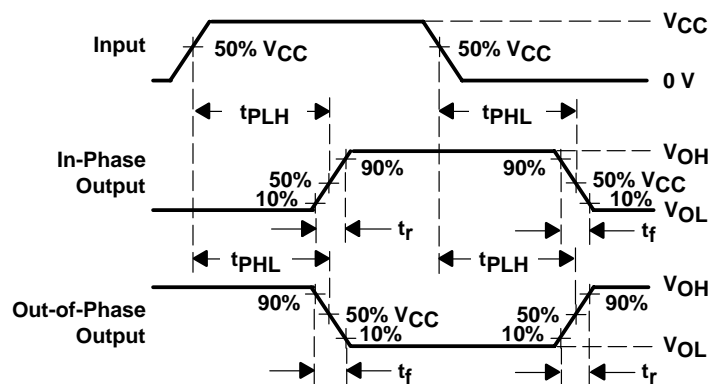 VCC
Input
50% VCC
50% VCC
0 V
tPLH
tPHL
In-Phase
Output
VOH
90%
90%
50%
50% VCC
10%
10%
VOL
tr
tf
tPHL
tPLH
Out-of-Phase
Output
VOH
90%
90%
50% VCC
50%
10%
10%
VOL
tf
tr